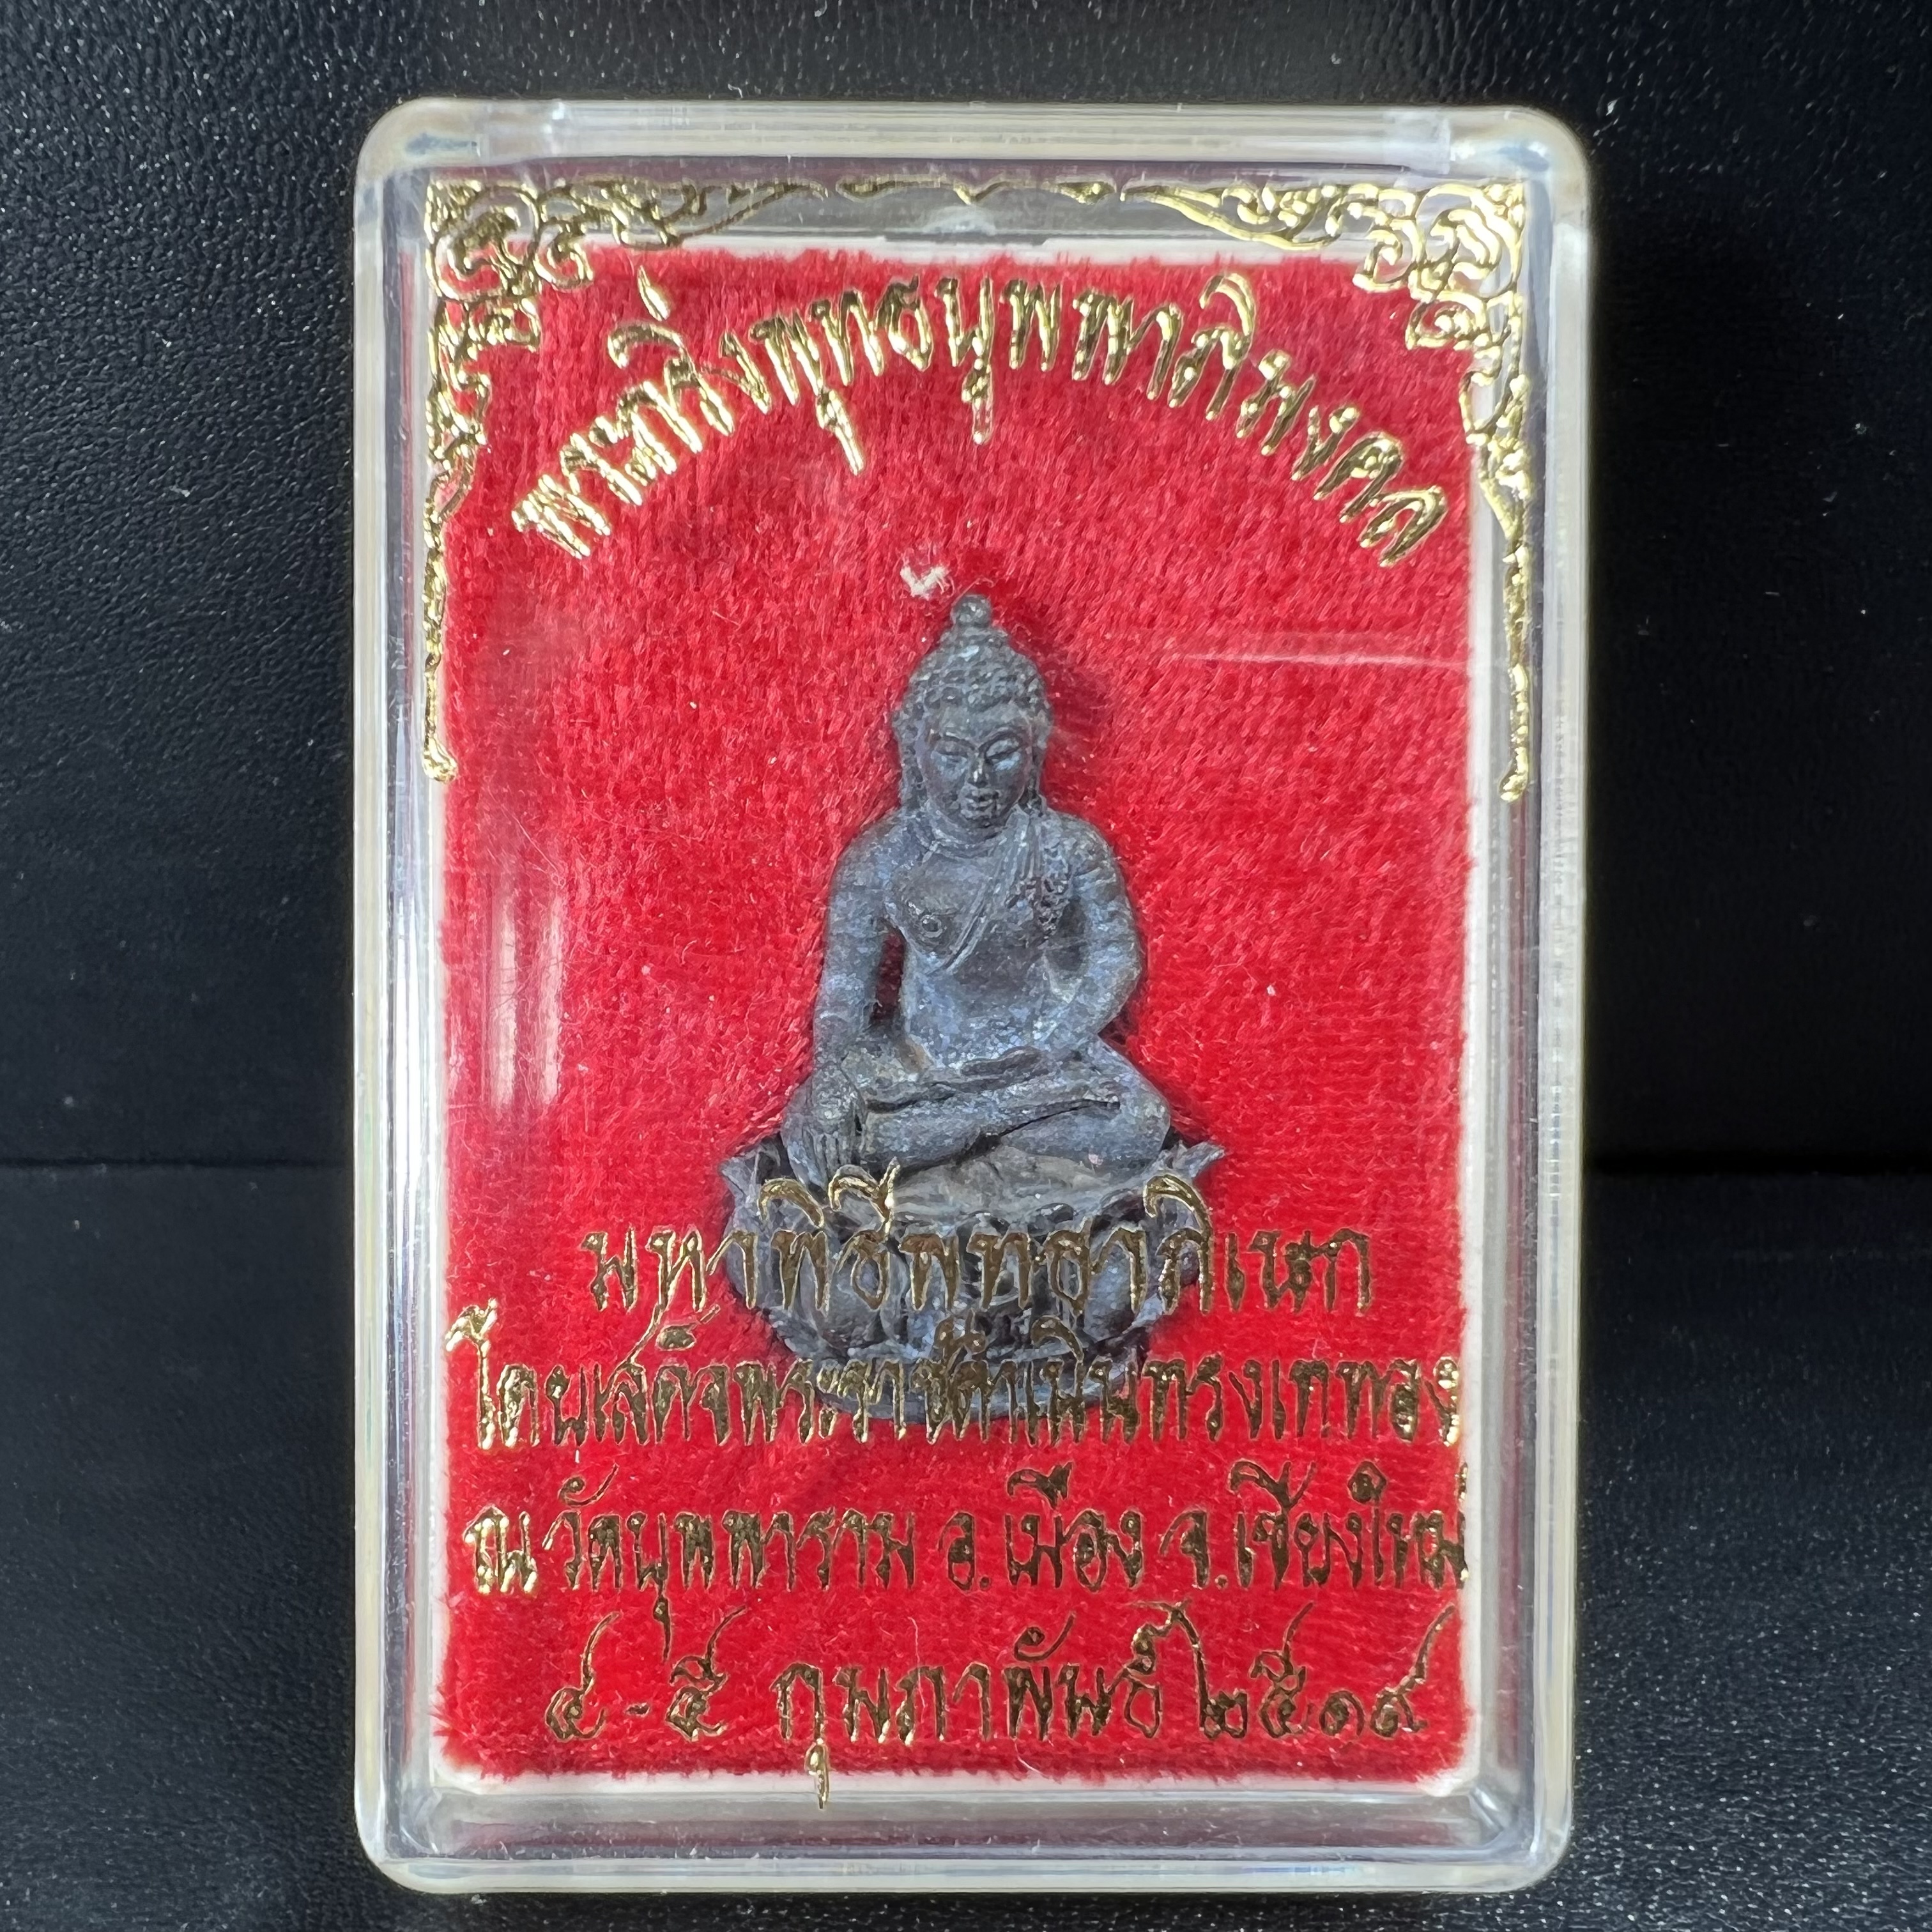 พระกริ่งพุทธบุพพาภิมงคล
มหาพิธีพุทธาภิเษก
โดยเสด็จพระราชดำเนินทรงเททอง
ณ วัดบุพพาราม อ.เมือง จ.เชียงใหม่
๔-๕ กุมภาพันธ์ ๒๕๑๙